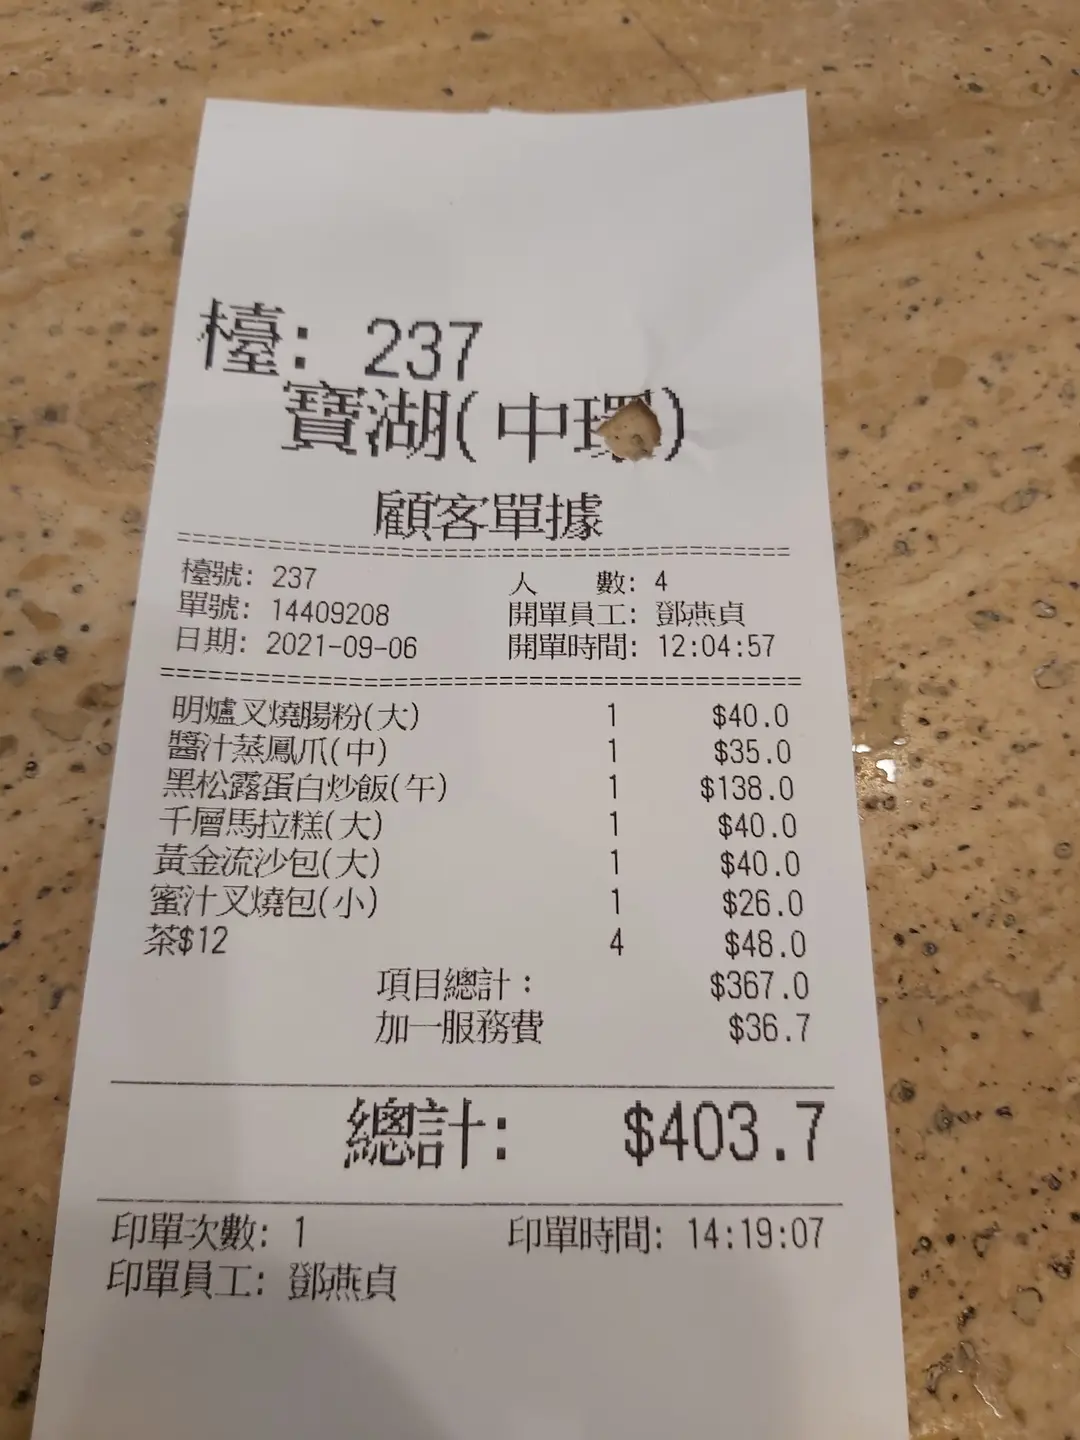 檯: 237
寶湖(中環)
顧客單據
檯號: 237 人 數: 4
單號: 14409208 開單員工: 鄧燕貞
日期: 2021-09-06 開單時間: 12:04:57
明爐叉燒腸粉(大) 1 $40.0
醬汁蒸鳳爪(中) 1 $35.0
黑松露蛋白炒飯(午) 1 $138.0
千層馬拉糕(大) 1 $40.0
黃金流沙包(大) 1 $40.0
蜜汁叉燒包(小) 1 $26.0
茶$12 4 $48.0
項目總計: $367.0
加一服務費 $36.7
總計: $403.7
印單次數: 1 印單時間: 14:19:07
印單員工: 鄧燕貞